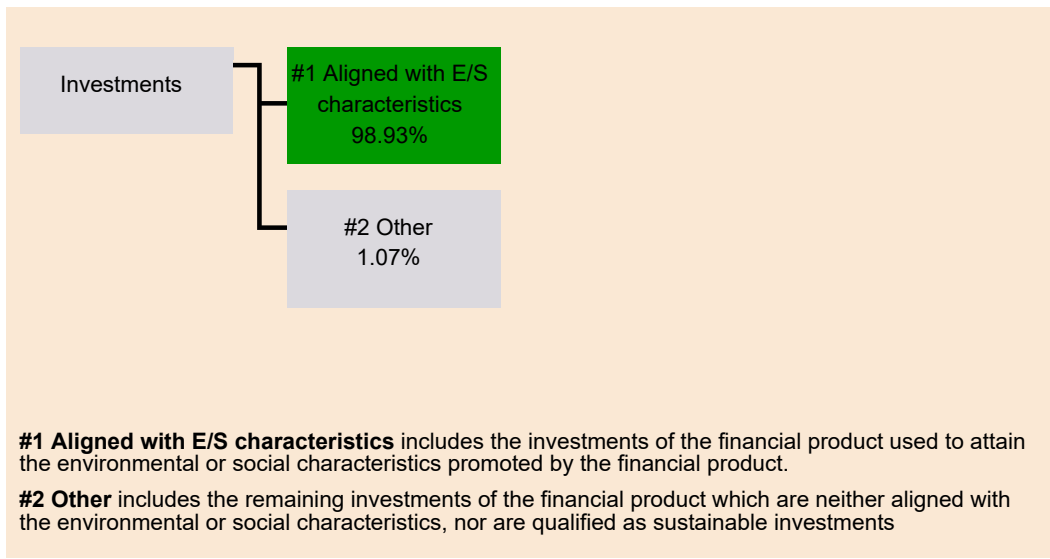 Investments
#1 Aligned with E/S
characteristics
98.93%
#2 Other
1.07%
#1 Aligned with E/S characteristics includes the investments of the financial product used to attain
the environmental or social characteristics promoted by the financial product.
#2 Other includes the remaining investments of the financial product which are neither aligned with
the environmental or social characteristics, nor are qualified as sustainable investments